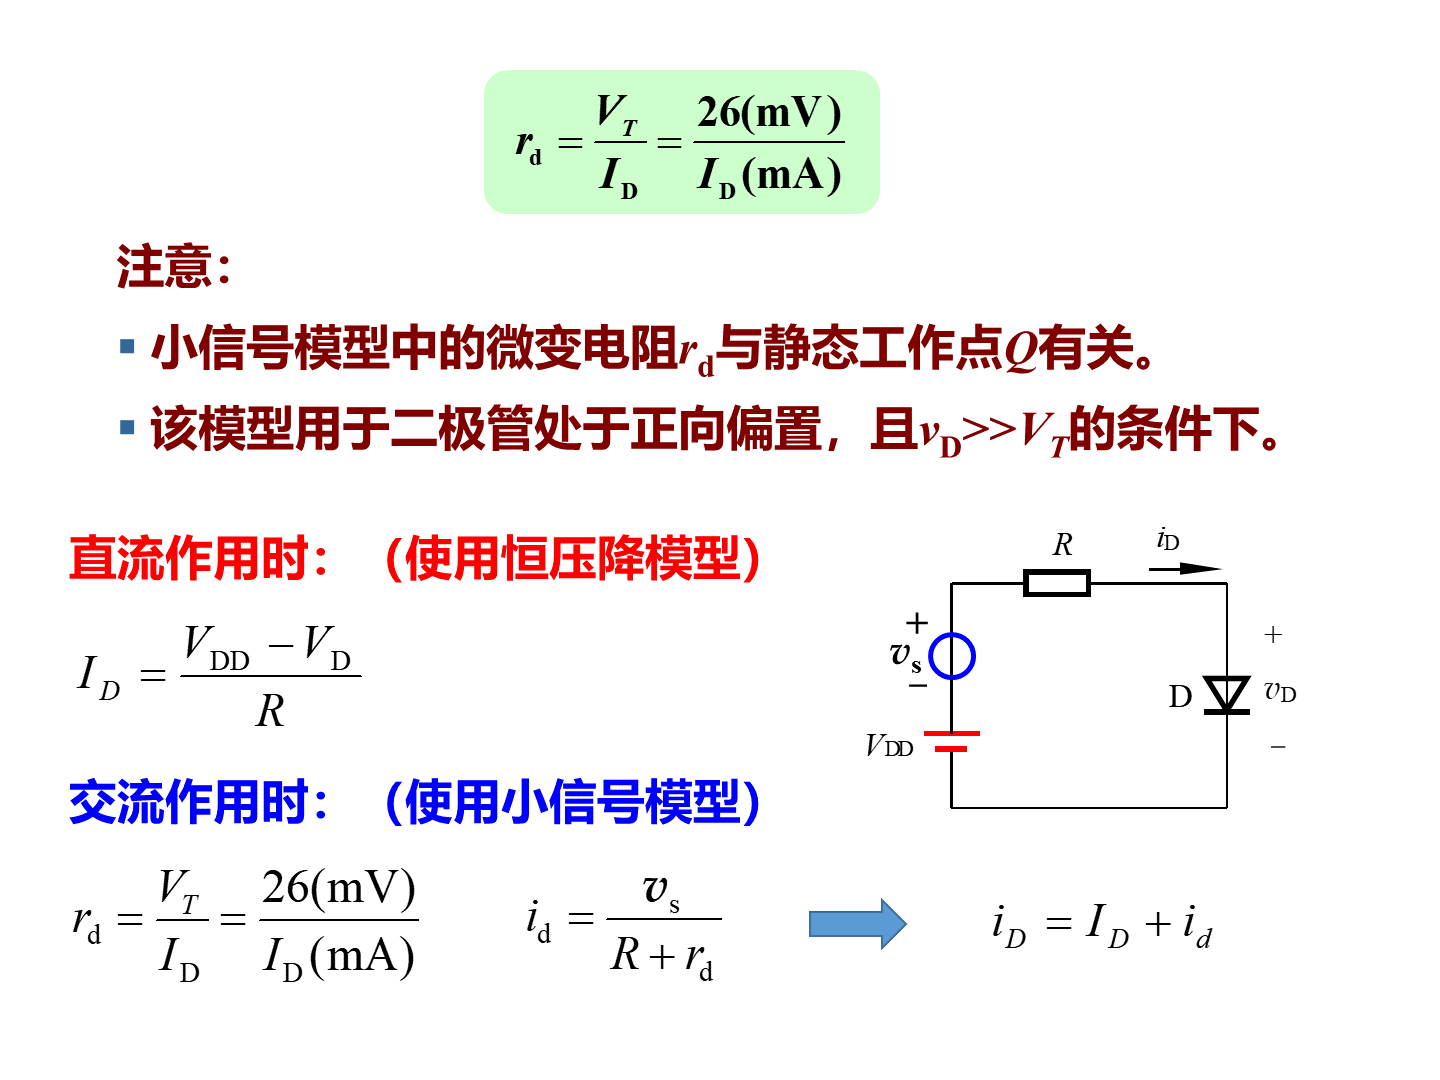 r_d = V_T / I_D = 26(mV) / I_D(mA)
注意：
▪ 小信号模型中的微变电阻r_d与静态工作点Q有关。
▪ 该模型用于二极管处于正向偏置，且v_D>>V_T的条件下。
直流作用时：（使用恒压降模型）
I_D = (V_DD − V_D) / R
交流作用时：（使用小信号模型）
r_d = V_T / I_D = 26(mV) / I_D(mA)
i_d = v_s / (R + r_d)
i_D = I_D + i_d
R
i_D
+
v_s
−
V_DD
D
+
v_D
−